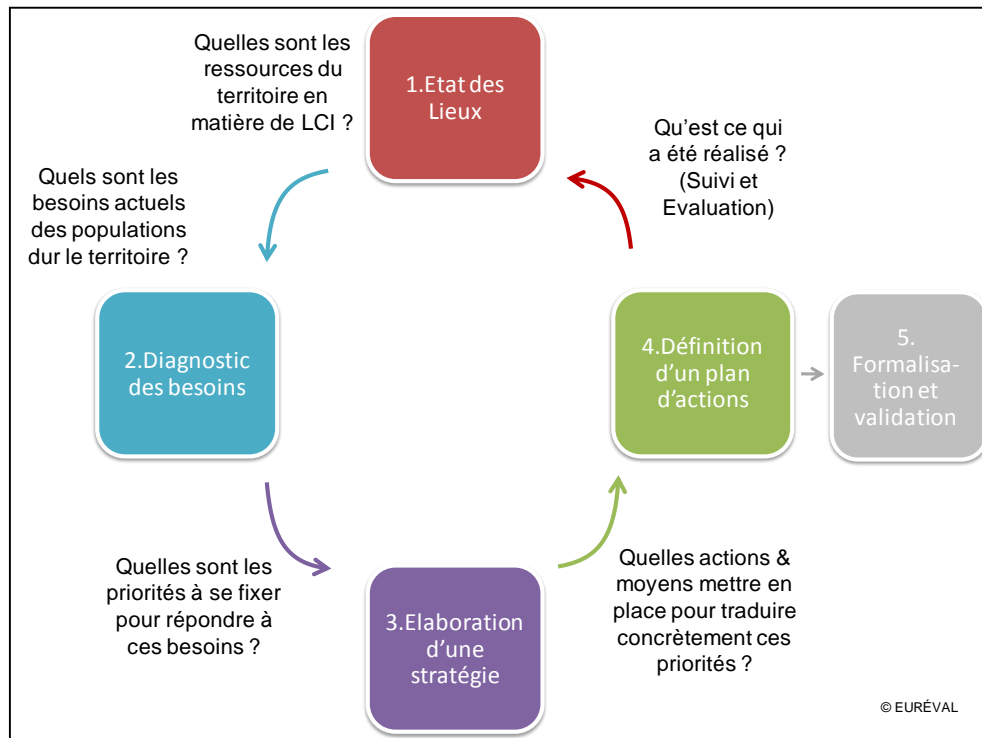 Quelles sont les
ressources du
territoire en
matière de LCI ?
1.Etat des
Lieux
Qu’est ce qui
a été réalisé ?
(Suivi et
Evaluation)
Quels sont les
besoins actuels
des populations
dur le territoire ?
2.Diagnostic
des besoins
4.Définition
d’un plan
d’actions
5.
Formalisa-
tion et
validation
Quelles sont les
priorités à se fixer
pour répondre à
ces besoins ?
3.Elaboration
d’une
stratégie
Quelles actions &
moyens mettre en
place pour traduire
concrètement ces
priorités ?
© EURÉVAL